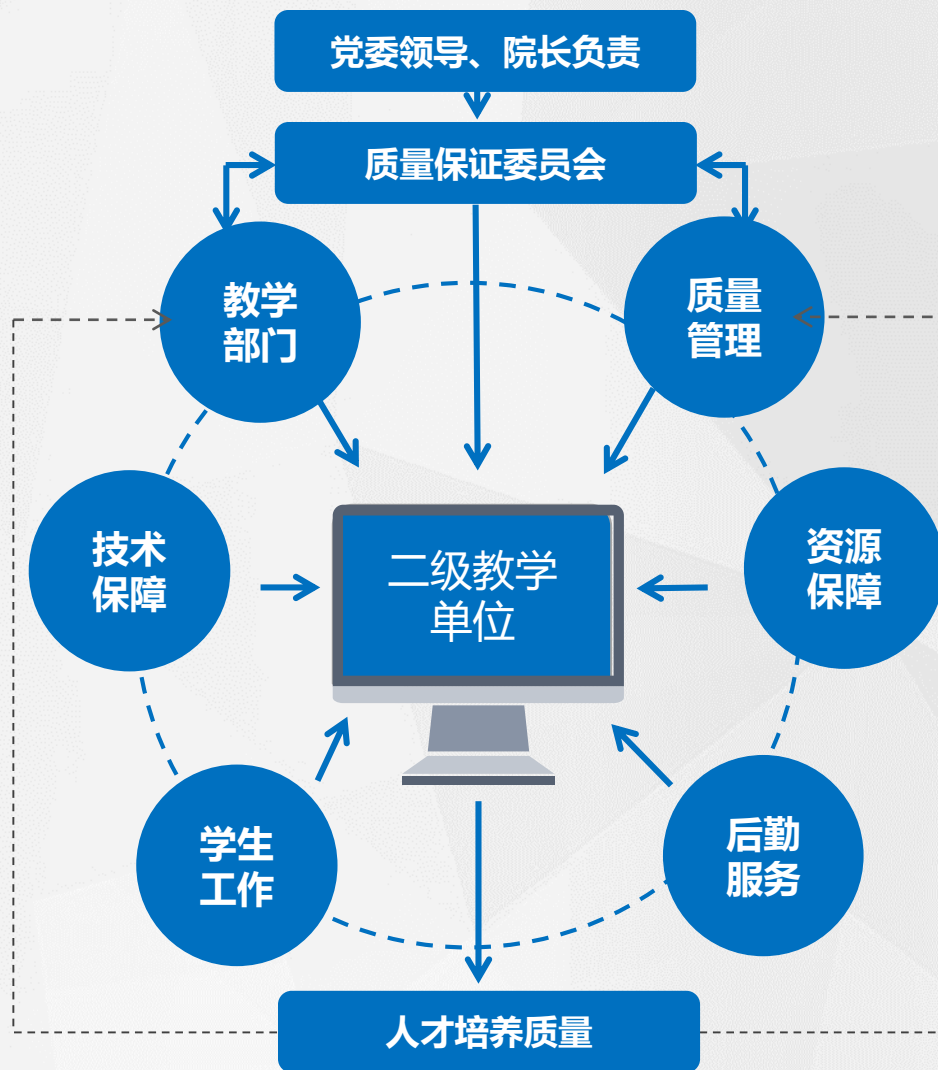 党委领导、院长负责
质量保证委员会
教学
部门
质量
管理
技术
保障
二级教学
单位
资源
保障
学生
工作
后勤
服务
人才培养质量